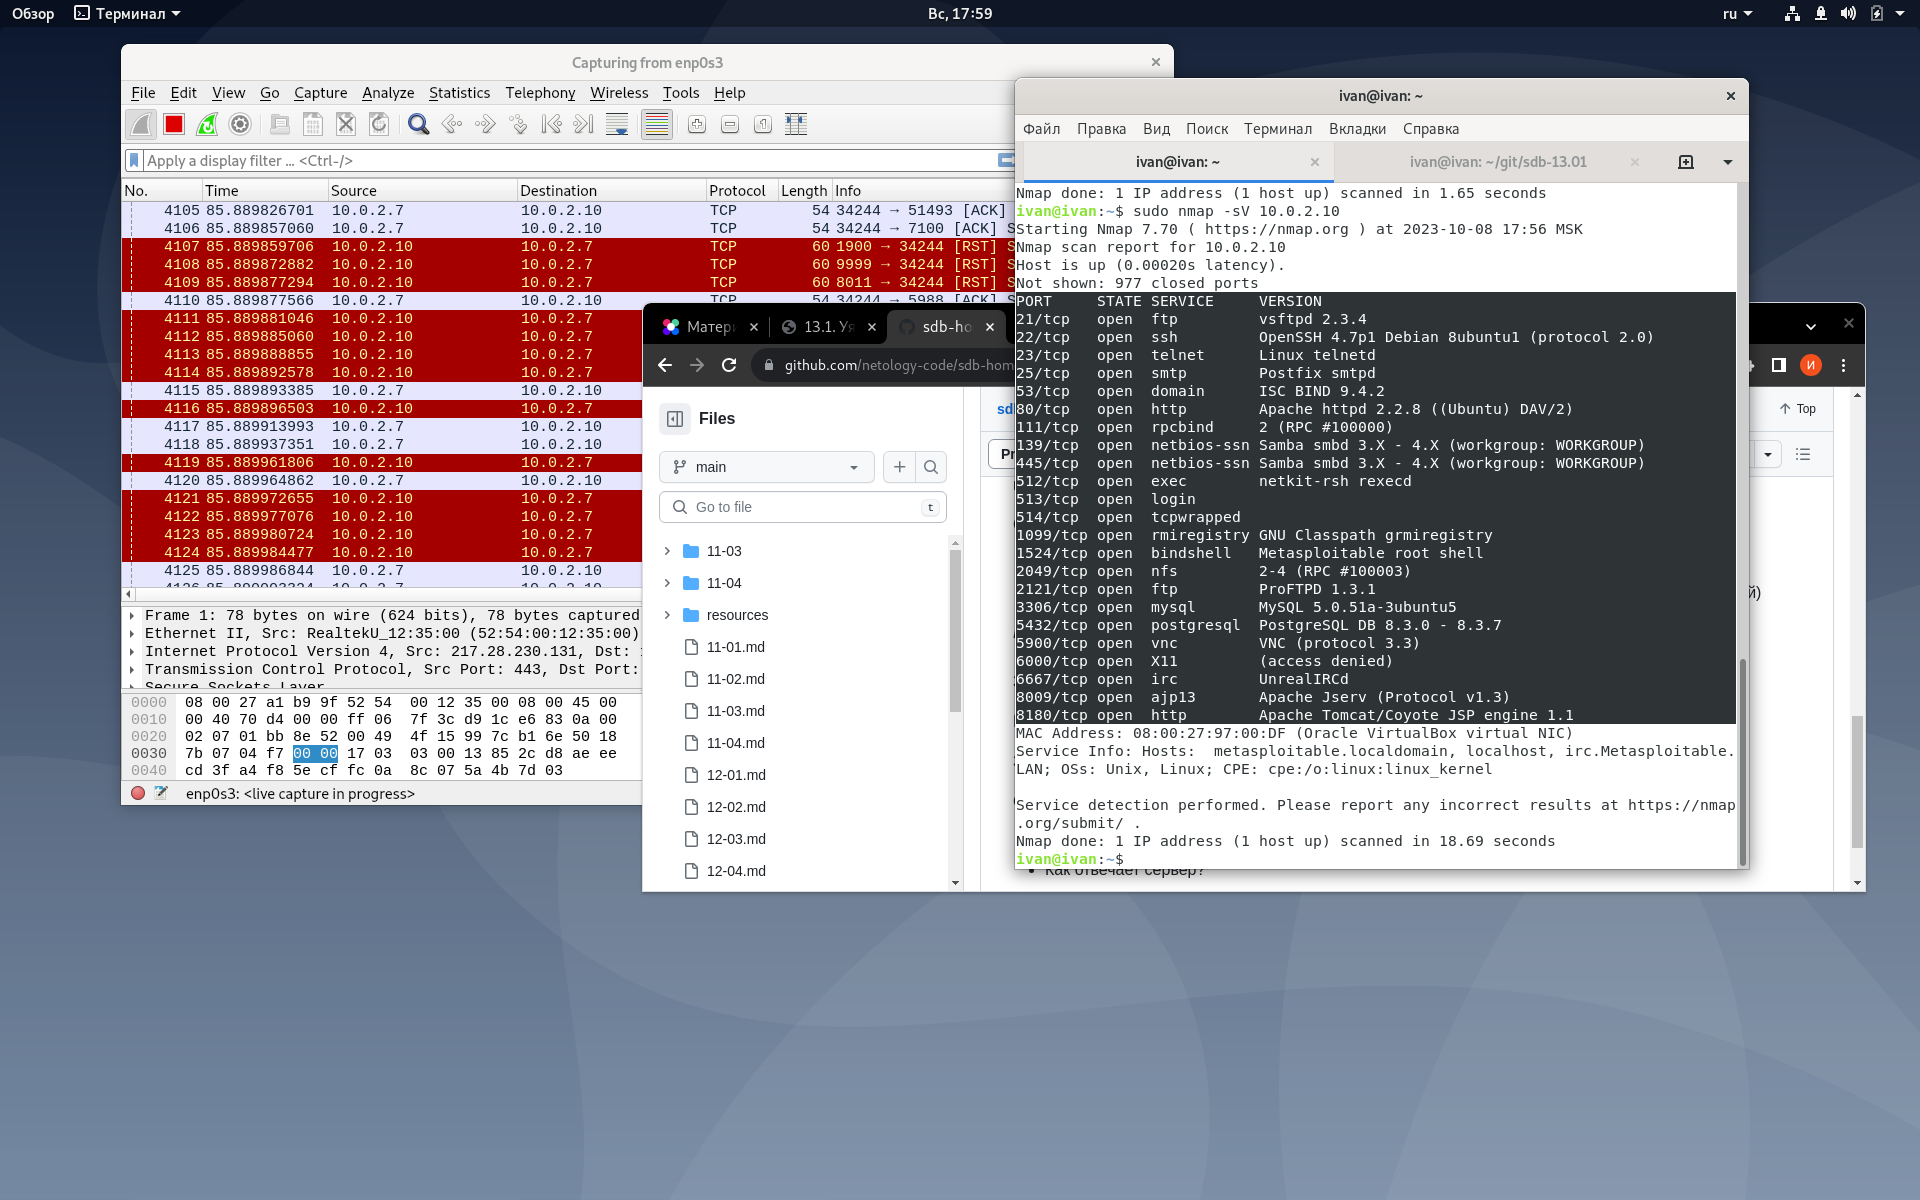 Обзор
Терминал
Вс, 17:59
ru
Capturing from enp0s3
File Edit View Go Capture Analyze Statistics Telephony Wireless Tools Help
Apply a display filter … <Ctrl-/>
No. Time Source Destination Protocol Length Info
4105 85.889826701 10.0.2.7 10.0.2.10 TCP 54 34244 → 51493 [ACK]
4106 85.889857060 10.0.2.7 10.0.2.10 TCP 54 34244 → 7100 [ACK] S
4107 85.889859706 10.0.2.10 10.0.2.7 TCP 60 1900 → 34244 [RST] S
4108 85.889872882 10.0.2.10 10.0.2.7 TCP 60 9999 → 34244 [RST] S
4109 85.889877294 10.0.2.10 10.0.2.7 TCP 60 8011 → 34244 [RST] S
4110 85.889877566 10.0.2.7 10.0.2.10 TCP 54 34244 → 5988 [ACK] S
4111 85.889881046 10.0.2.10 10.0.2.7
4112 85.889885060 10.0.2.10 10.0.2.7
4113 85.889888855 10.0.2.10 10.0.2.7
4114 85.889892578 10.0.2.10 10.0.2.7
4115 85.889893385 10.0.2.7 10.0.2.10
4116 85.889896503 10.0.2.10 10.0.2.7
4117 85.889913993 10.0.2.7 10.0.2.10
4118 85.889937351 10.0.2.7 10.0.2.10
4119 85.889961806 10.0.2.10 10.0.2.7
4120 85.889964862 10.0.2.7 10.0.2.10
4121 85.889972655 10.0.2.10 10.0.2.7
4122 85.889977076 10.0.2.10 10.0.2.7
4123 85.889980724 10.0.2.10 10.0.2.7
4124 85.889984477 10.0.2.10 10.0.2.7
4125 85.889986844 10.0.2.7 10.0.2.10
Frame 1: 78 bytes on wire (624 bits), 78 bytes captured
Ethernet II, Src: RealtekU_12:35:00 (52:54:00:12:35:00)
Internet Protocol Version 4, Src: 217.28.230.131, Dst:
Transmission Control Protocol, Src Port: 443, Dst Port:
Secure Sockets Layer
0000 08 00 27 a1 b9 9f 52 54 00 12 35 00 08 00 45 00
0010 00 40 70 d4 00 00 ff 06 7f 3c d9 1c e6 83 0a 00
0020 02 07 01 bb 8e 52 00 49 4f 15 99 7c b1 6e 50 18
0030 7b 07 04 f7 00 00 17 03 03 00 13 85 2c d8 ae ee
0040 cd 3f a4 f8 5e cf fc 0a 8c 07 5a 4b 7d 03
enp0s3: <live capture in progress>
Матери
13.1. Уя
sdb-ho
github.com/netology-code/sdb-hom
И
Files
main
Go to file
t
11-03
11-04
resources
11-01.md
11-02.md
11-03.md
11-04.md
12-01.md
12-02.md
12-03.md
12-04.md
sd
Top
Pr
й)
Как отвечает сервер?
ivan@ivan: ~
Файл Правка Вид Поиск Терминал Вкладки Справка
ivan@ivan: ~
ivan@ivan: ~/git/sdb-13.01
Nmap done: 1 IP address (1 host up) scanned in 1.65 seconds
ivan@ivan:~$ sudo nmap -sV 10.0.2.10
Starting Nmap 7.70 ( https://nmap.org ) at 2023-10-08 17:56 MSK
Nmap scan report for 10.0.2.10
Host is up (0.00020s latency).
Not shown: 977 closed ports
PORT STATE SERVICE VERSION
21/tcp open ftp vsftpd 2.3.4
22/tcp open ssh OpenSSH 4.7p1 Debian 8ubuntu1 (protocol 2.0)
23/tcp open telnet Linux telnetd
25/tcp open smtp Postfix smtpd
53/tcp open domain ISC BIND 9.4.2
80/tcp open http Apache httpd 2.2.8 ((Ubuntu) DAV/2)
111/tcp open rpcbind 2 (RPC #100000)
139/tcp open netbios-ssn Samba smbd 3.X - 4.X (workgroup: WORKGROUP)
445/tcp open netbios-ssn Samba smbd 3.X - 4.X (workgroup: WORKGROUP)
512/tcp open exec netkit-rsh rexecd
513/tcp open login
514/tcp open tcpwrapped
1099/tcp open rmiregistry GNU Classpath grmiregistry
1524/tcp open bindshell Metasploitable root shell
2049/tcp open nfs 2-4 (RPC #100003)
2121/tcp open ftp ProFTPD 1.3.1
3306/tcp open mysql MySQL 5.0.51a-3ubuntu5
5432/tcp open postgresql PostgreSQL DB 8.3.0 - 8.3.7
5900/tcp open vnc VNC (protocol 3.3)
6000/tcp open X11 (access denied)
6667/tcp open irc UnrealIRCd
8009/tcp open ajp13 Apache Jserv (Protocol v1.3)
8180/tcp open http Apache Tomcat/Coyote JSP engine 1.1
MAC Address: 08:00:27:97:00:DF (Oracle VirtualBox virtual NIC)
Service Info: Hosts:  metasploitable.localdomain, localhost, irc.Metasploitable.
LAN; OSs: Unix, Linux; CPE: cpe:/o:linux:linux_kernel
Service detection performed. Please report any incorrect results at https://nmap
.org/submit/ .
Nmap done: 1 IP address (1 host up) scanned in 18.69 seconds
ivan@ivan:~$